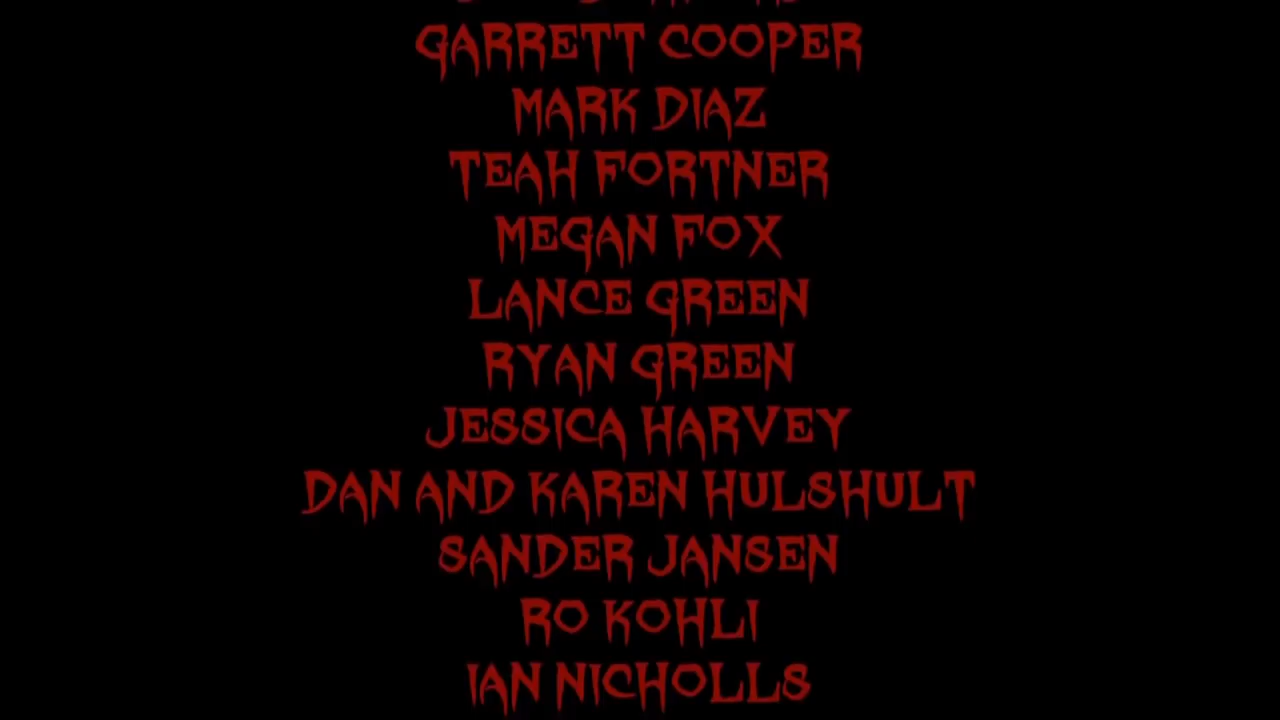 GARRETT COOPER
MARK DIAZ
TEAH FORTNER
MEGAN FOX
LANCE GREEN
RYAN GREEN
JESSICA HARVEY
DAN AND KAREN HULSHULT
SANDER JANSEN
RO KOHLI
IAN NICHOLLS